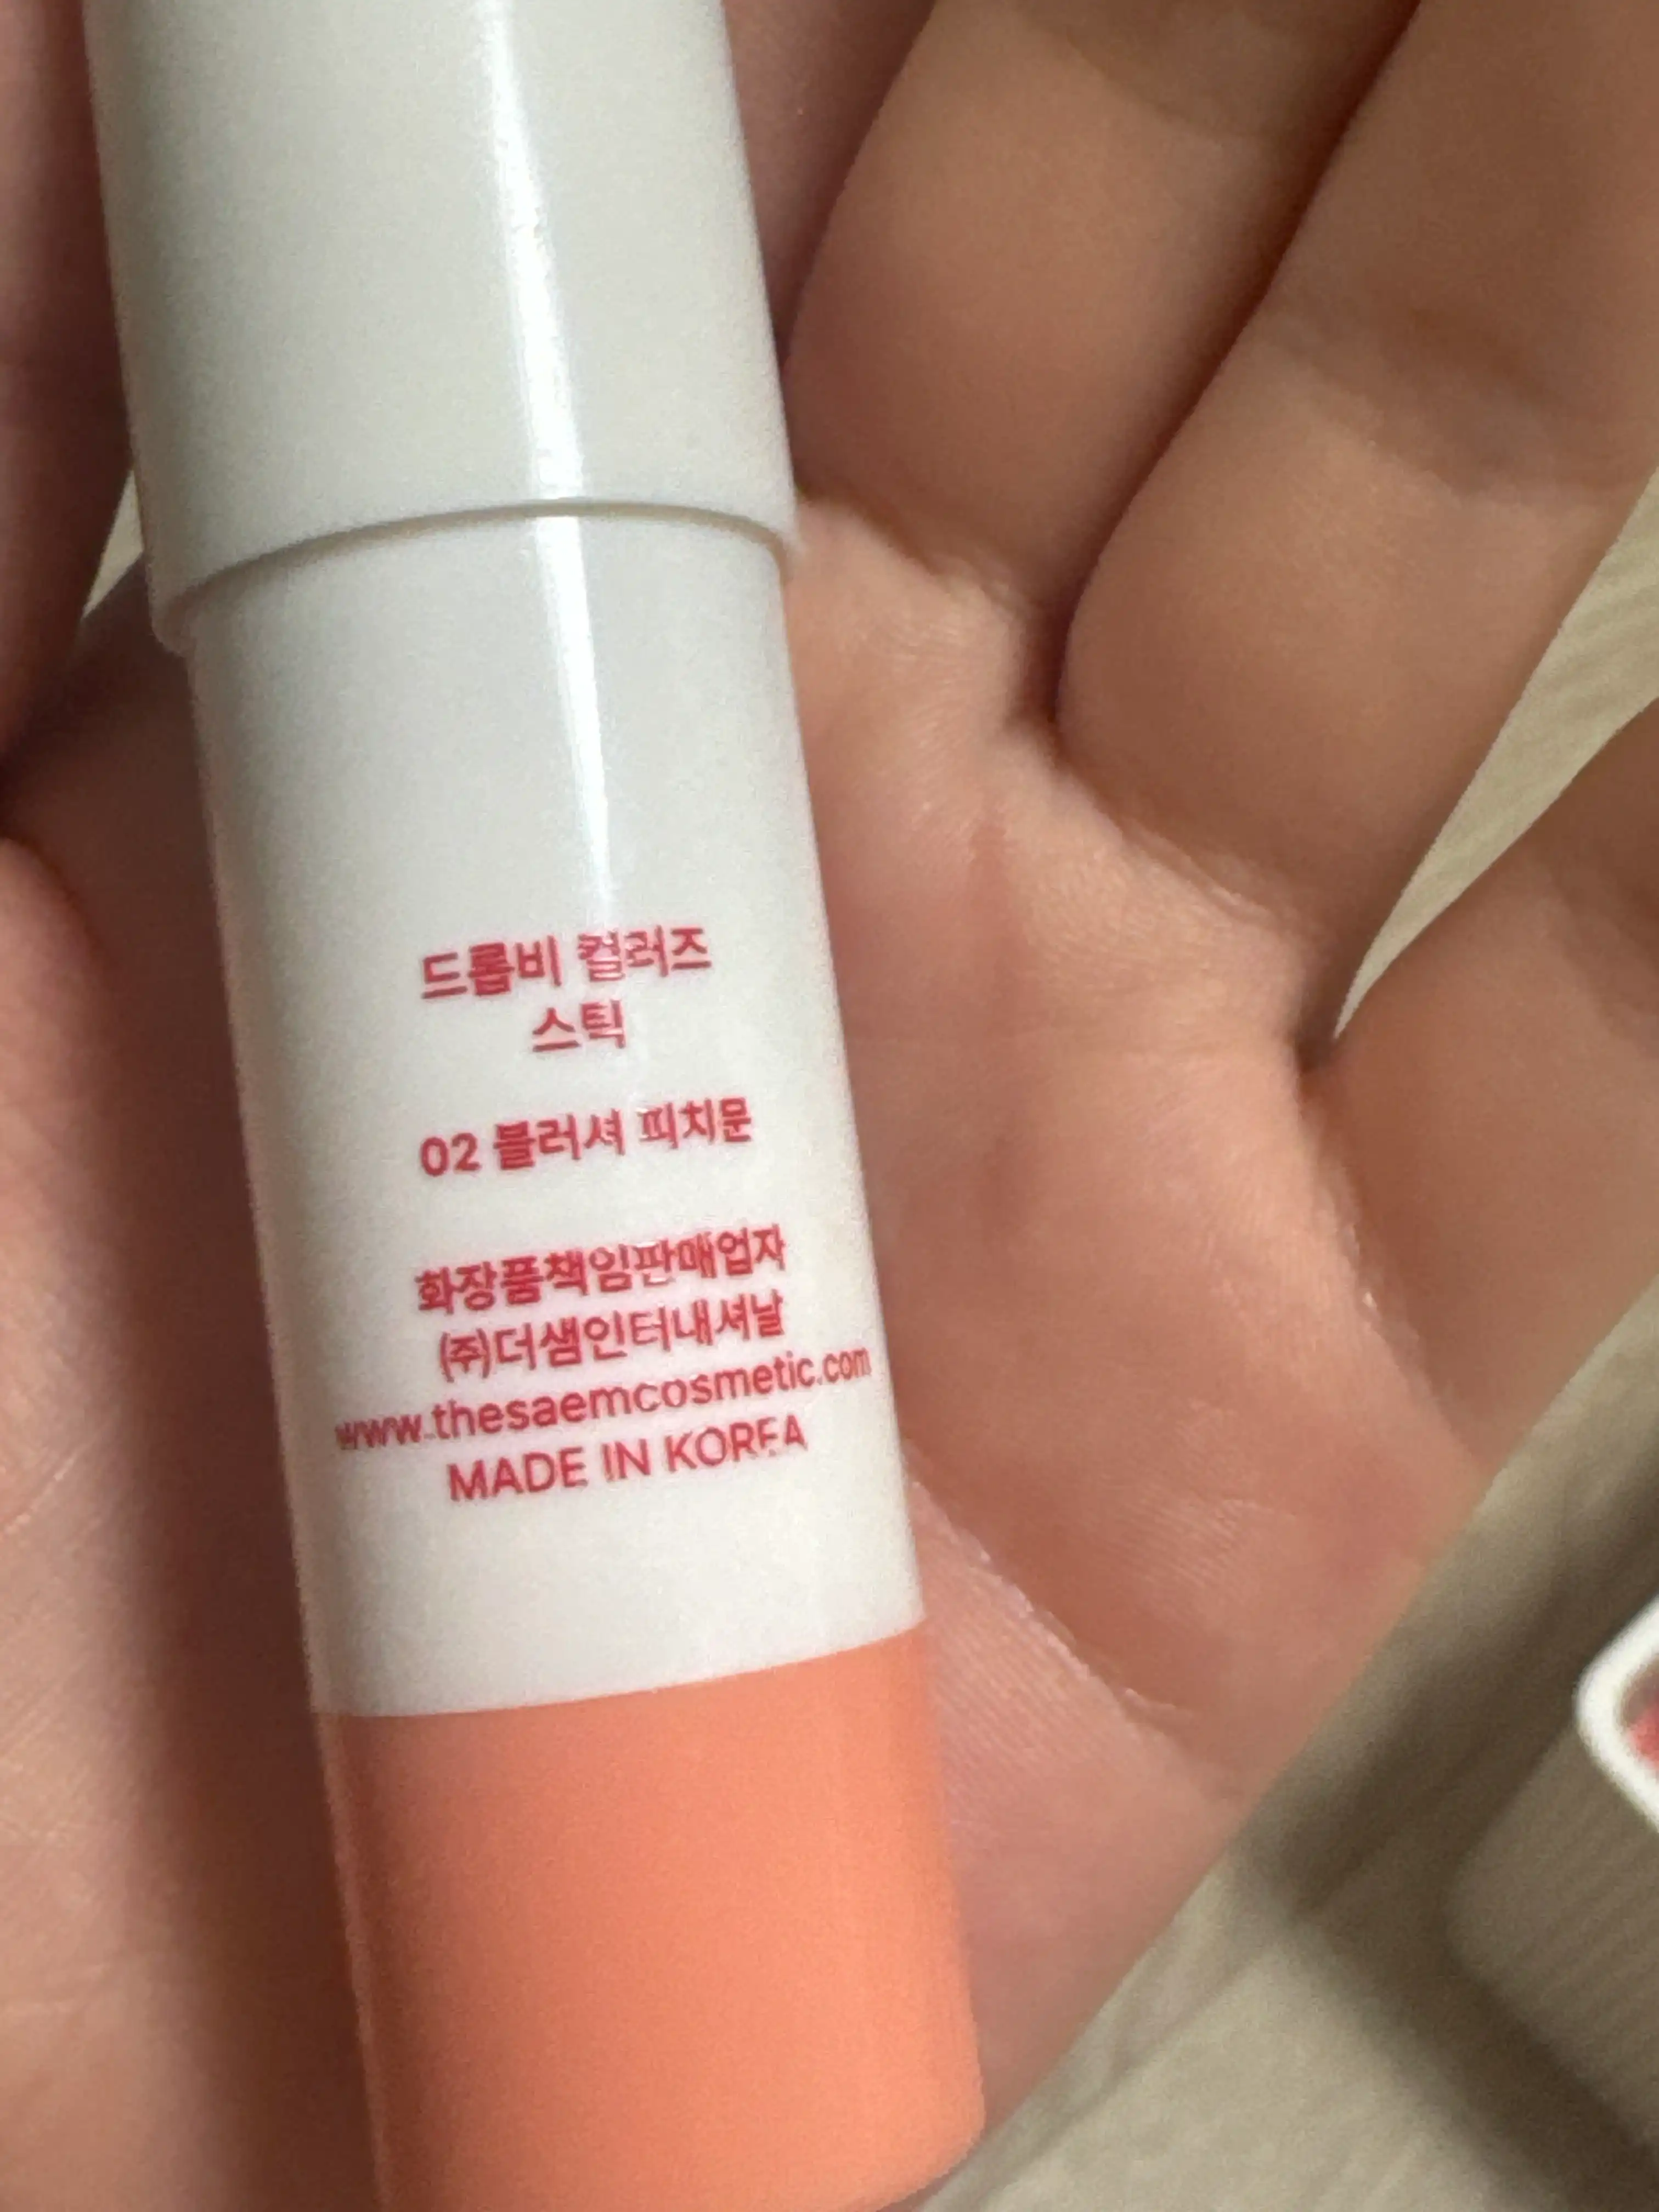 드롭비 컬러즈
스틱
02 블러셔 피치문
화장품책임판매업자
㈜더샘인터내셔날
www.thesaemcosmetic.com
MADE IN KOREA